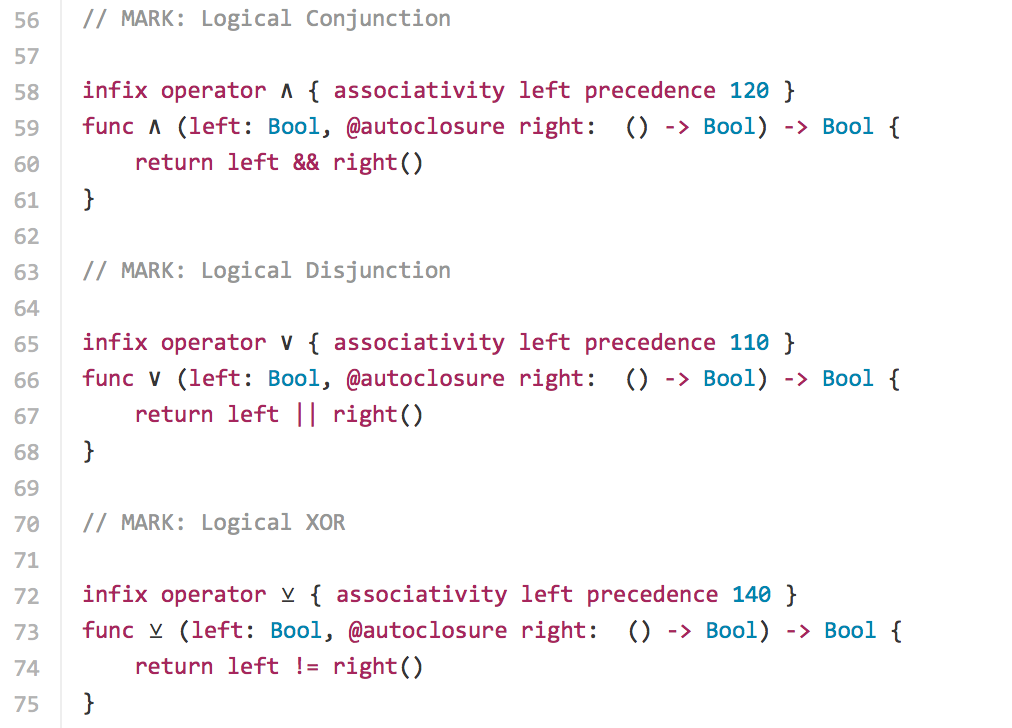 56 // MARK: Logical Conjunction
57
58 infix operator ∧ { associativity left precedence 120 }
59 func ∧ (left: Bool, @autoclosure right:  () -> Bool) -> Bool {
60     return left && right()
61 }
62
63 // MARK: Logical Disjunction
64
65 infix operator ∨ { associativity left precedence 110 }
66 func ∨ (left: Bool, @autoclosure right:  () -> Bool) -> Bool {
67     return left || right()
68 }
69
70 // MARK: Logical XOR
71
72 infix operator ⊻ { associativity left precedence 140 }
73 func ⊻ (left: Bool, @autoclosure right:  () -> Bool) -> Bool {
74     return left != right()
75 }